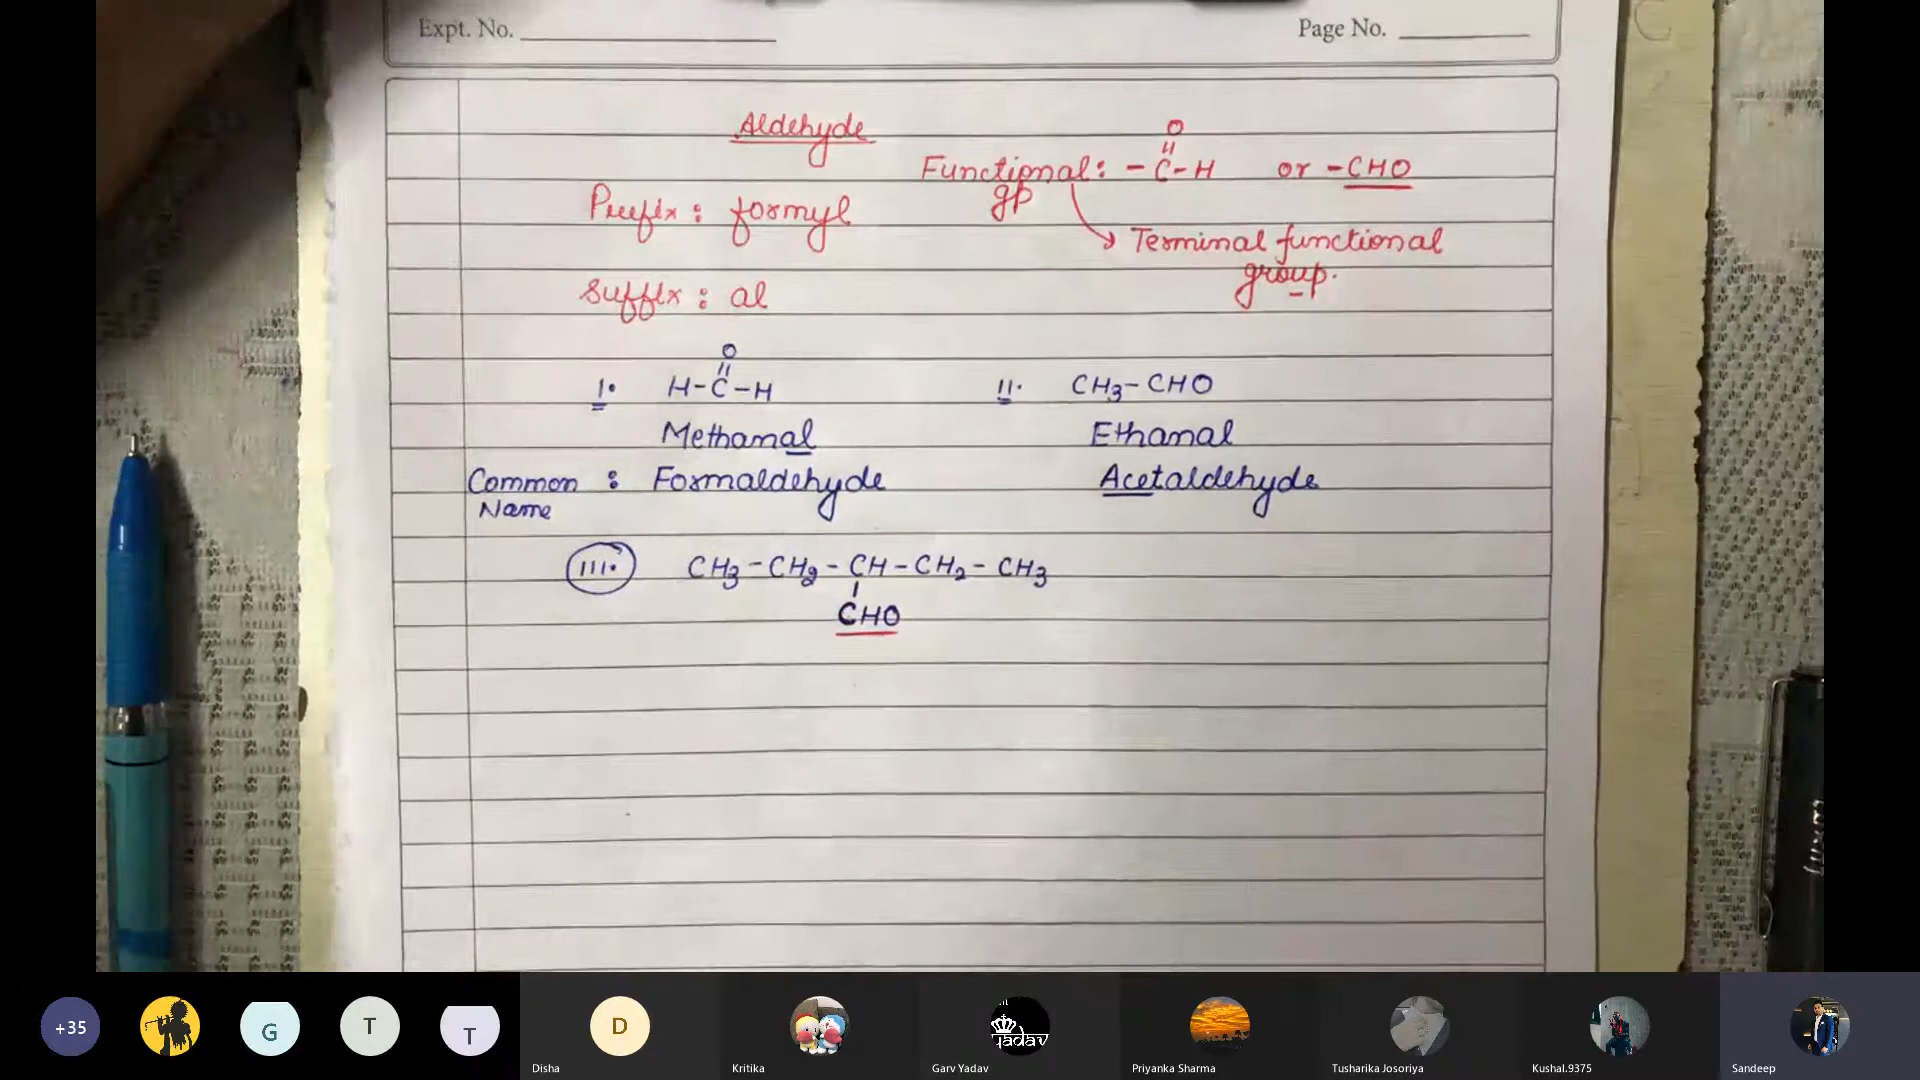 Expt. No. Page No.
Aldehyde
O
||
Functional: -C-H or -CHO
gp
Prefix: formyl
Terminal functional
group.
Suffix: al
O
||
I. H-C-H II. CH3-CHO
Methanal Ethanal
Common : Formaldehyde Acetaldehyde
Name
III. CH3-CH2-CH-CH2-CH3
|
CHO
+35 G T T D
Yadav
Disha Kritika Garv Yadav Priyanka Sharma Tusharika Josoriya Kushal.9375 Sandeep